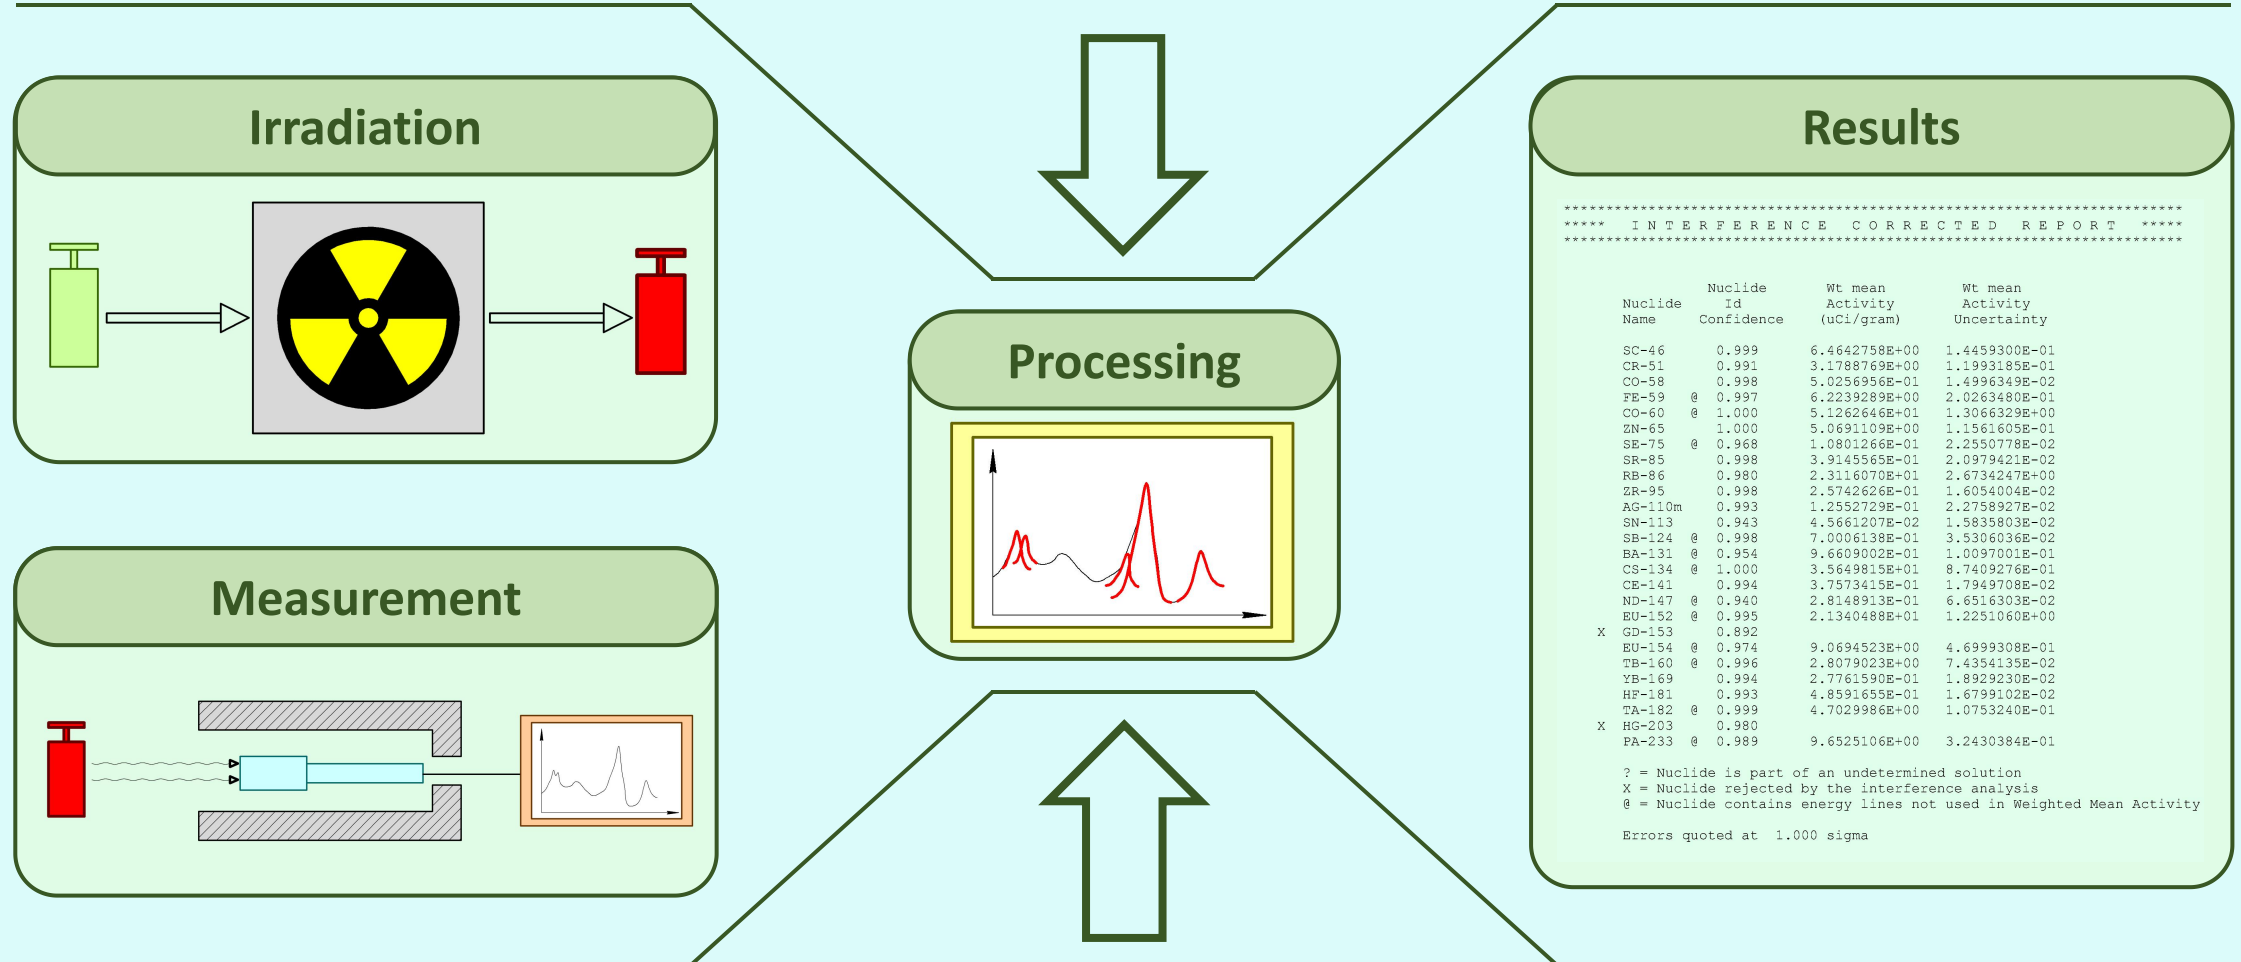 Irradiation
Measurement
Processing
Results
***********************************************************************
***** I N T E R F E R E N C E C O R R E C T E D R E P O R T *****
***********************************************************************
Nuclide Wt mean Wt mean
Nuclide Id Activity Activity
Name Confidence (uCi/gram) Uncertainty
SC-46 0.999 6.4642758E+00 1.4459300E-01
CR-51 0.991 3.1788769E+00 1.1993185E-01
CO-58 0.998 5.0256956E-01 1.4996349E-02
FE-59 @ 0.997 6.2239289E+00 2.0263480E-01
CO-60 @ 1.000 5.1262646E+01 1.3066329E+00
ZN-65 1.000 5.0691109E+00 1.1561605E-01
SE-75 @ 0.968 1.0801266E-01 2.2550778E-02
SR-85 0.998 3.9145565E-01 2.0979421E-02
RB-86 0.980 2.3116070E+01 2.6734247E+00
ZR-95 0.998 2.5742626E-01 1.6054004E-02
AG-110m 0.993 1.2552729E-01 2.2758927E-02
SN-113 0.943 4.5661207E-02 1.5835803E-02
SB-124 @ 0.998 7.0006138E-01 3.5306036E-02
BA-131 @ 0.954 9.6609002E-01 1.0097001E-01
CS-134 @ 1.000 3.5649815E+01 8.7409276E-01
CE-141 0.994 3.7573415E-01 1.7949708E-02
ND-147 @ 0.940 2.8148913E-01 6.6516303E-02
EU-152 @ 0.995 2.1340488E+01 1.2251060E+00
X GD-153 0.892
EU-154 @ 0.974 9.0694523E+00 4.6999308E-01
TB-160 @ 0.996 2.8079023E+00 7.4354135E-02
YB-169 0.994 2.7761590E-01 1.8929230E-02
HF-181 0.993 4.8591655E-01 1.6799102E-02
TA-182 @ 0.999 4.7029986E+00 1.0753240E-01
X HG-203 0.980
PA-233 @ 0.989 9.6525106E+00 3.2430384E-01
? = Nuclide is part of an undetermined solution
X = Nuclide rejected by the interference analysis
@ = Nuclide contains energy lines not used in Weighted Mean Activity
Errors quoted at 1.000 sigma